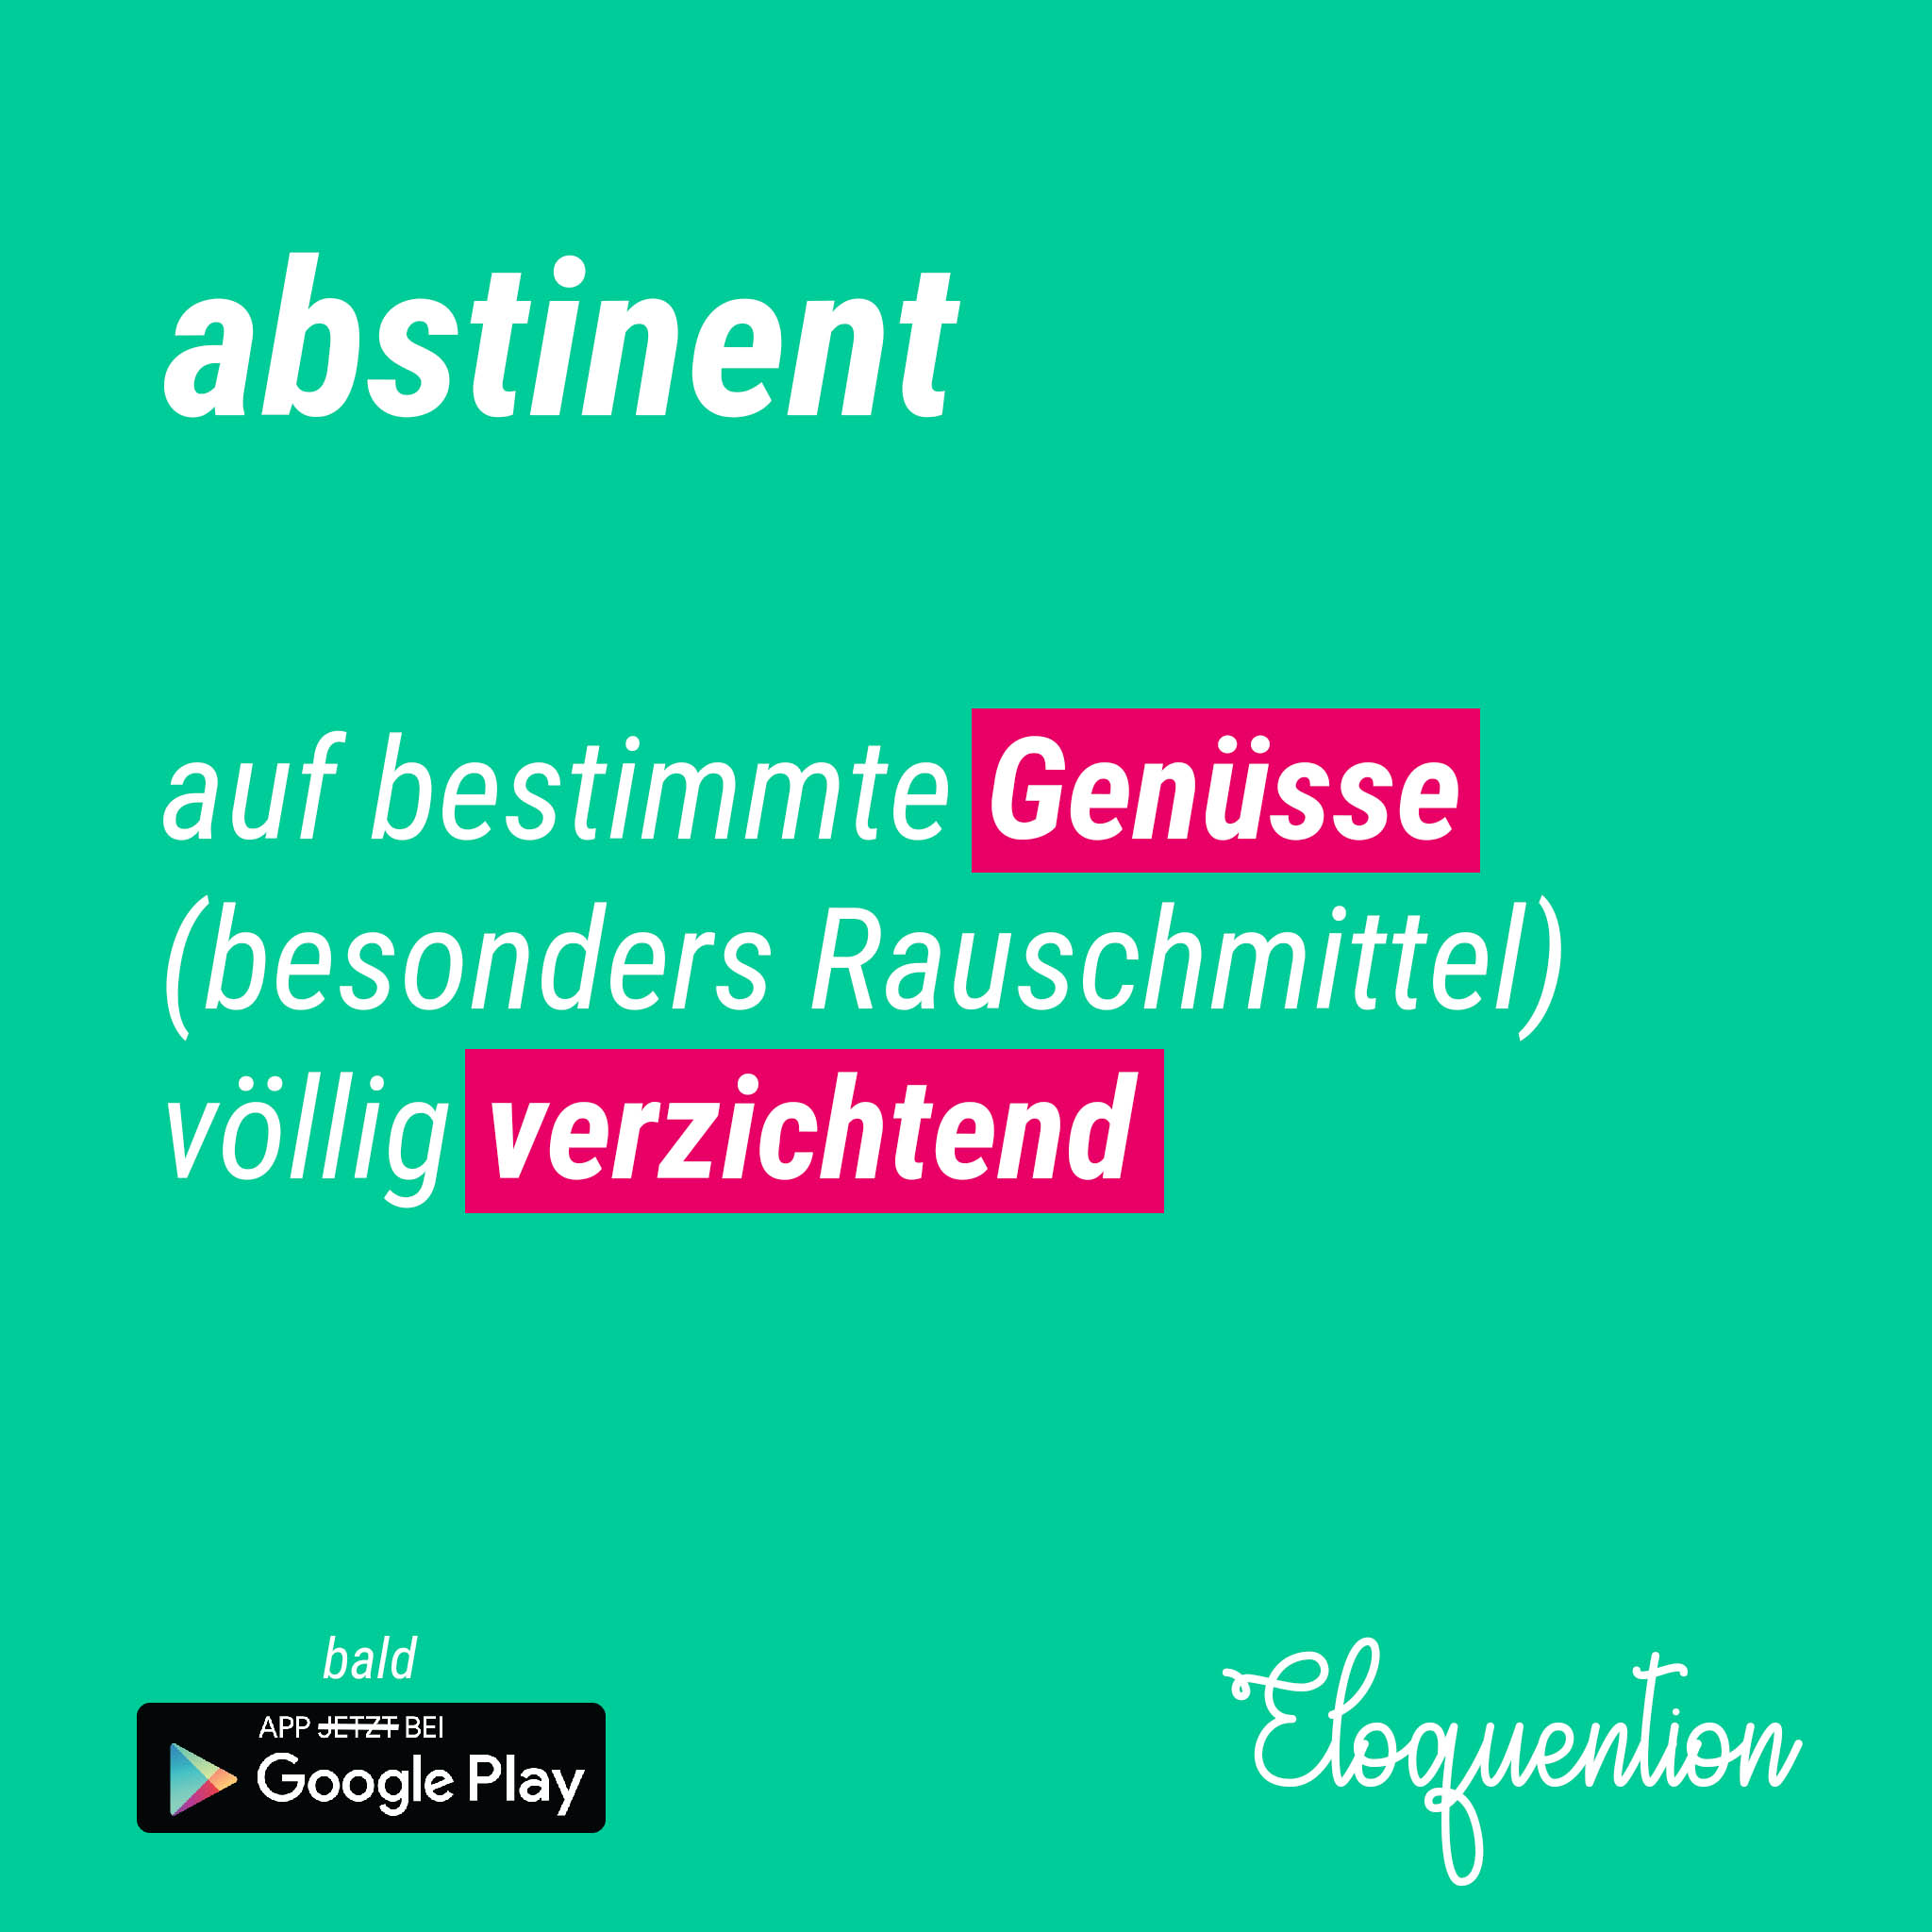 abstinent
auf bestimmte Genüsse
(besonders Rauschmittel)
völlig verzichtend
bald
APP JETZT BEI
Google Play
Eloquention